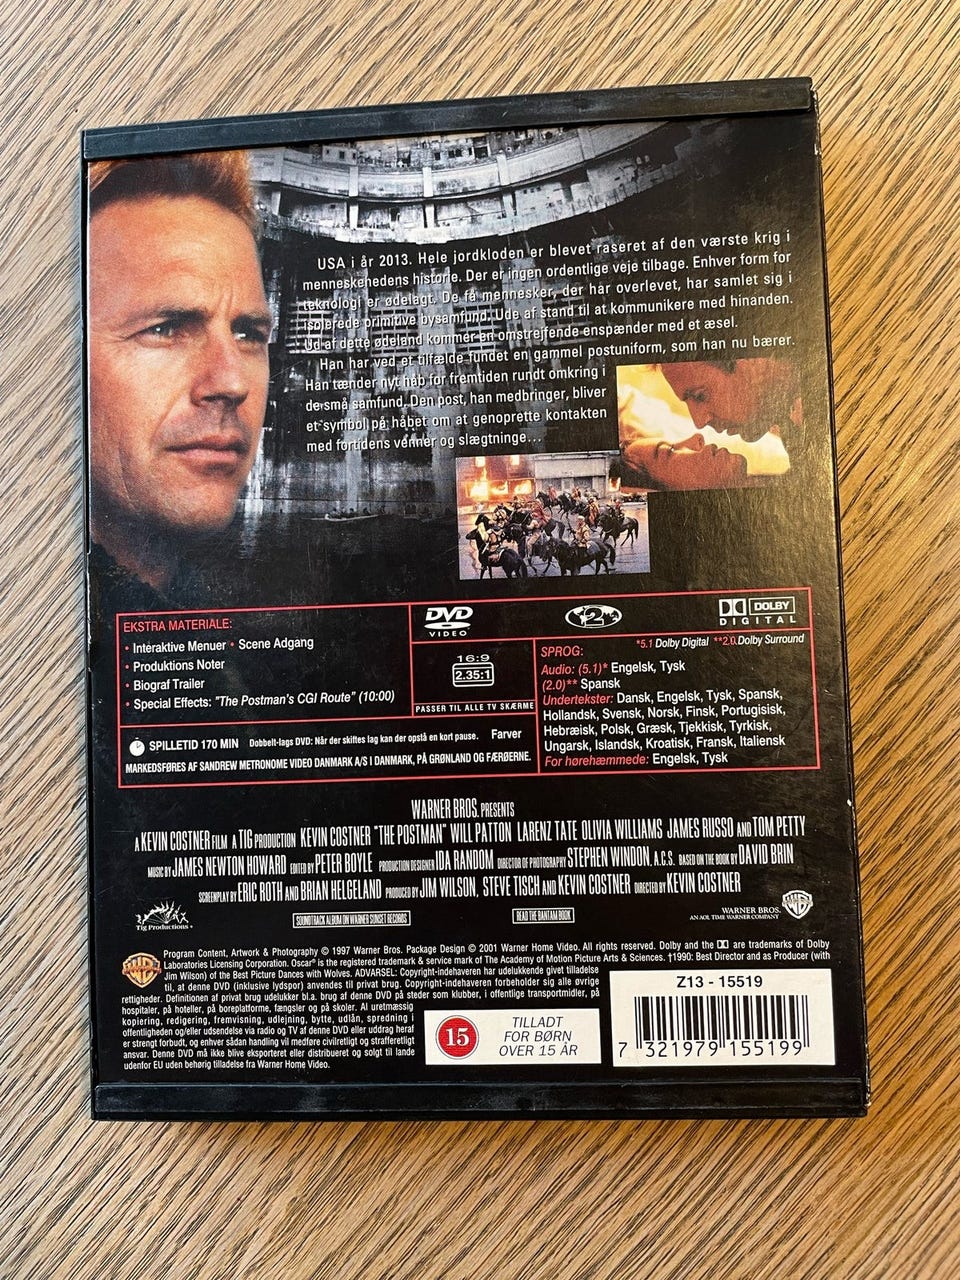 USA i år 2013. Hele jordkloden er blevet raseret af den værste krig i
menneskehedens historie. Der er ingen ordentlige veje tilbage. Enhver form for
teknologi er ødelagt. De få mennesker, der har overlevet, har samlet sig i
isolerede primitive bysamfund. Ude af stand til at kommunikere med hinanden.
Ud af dette ødeland kommer en omstrejfende enspænder med et æsel.
Han har ved et tilfælde fundet en gammel postuniform, som han nu bærer.
Han tænder nyt håb for fremtiden rundt omkring i
de små samfund. Den post, han medbringer, bliver
et symbol på håbet om at genoprette kontakten
med fortidens venner og slægtninge...
EKSTRA MATERIALE:
• Interaktive Menuer • Scene Adgang
• Produktions Noter
• Biograf Trailer
• Special Effects: "The Postman's CGI Route" (10:00)
DVD
VIDEO
2
DOLBY
DIGITAL
16:9
2.35:1
PASSER TIL ALLE TV SKÆRME
*5.1 Dolby Digital **2.0 Dolby Surround
SPROG:
Audio: (5.1)* Engelsk, Tysk
(2.0)** Spansk
Undertekster: Dansk, Engelsk, Tysk, Spansk,
Hollandsk, Svensk, Norsk, Finsk, Portugisisk,
Hebræisk, Polsk, Græsk, Tjekkisk, Tyrkisk,
Ungarsk, Islandsk, Kroatisk, Fransk, Italiensk
For hørehæmmede: Engelsk, Tysk
SPILLETID 170 MIN Dobbelt-lags DVD: Når der skiftes lag kan der opstå en kort pause. Farver
MARKEDSFØRES AF SANDREW METRONOME VIDEO DANMARK A/S I DANMARK, PÅ GRØNLAND OG FÆRØERNE.
WARNER BROS. PRESENTS
A KEVIN COSTNER FILM A TIG PRODUCTION KEVIN COSTNER "THE POSTMAN" WILL PATTON LARENZ TATE OLIVIA WILLIAMS JAMES RUSSO AND TOM PETTY
MUSIC BY JAMES NEWTON HOWARD EDITED BY PETER BOYLE PRODUCTION DESIGNER IDA RANDOM DIRECTOR OF PHOTOGRAPHY STEPHEN WINDON, A.C.S. BASED ON THE BOOK BY DAVID BRIN
SCREENPLAY BY ERIC ROTH AND BRIAN HELGELAND PRODUCED BY JIM WILSON, STEVE TISCH AND KEVIN COSTNER DIRECTED BY KEVIN COSTNER
Tig Productions
SOUNDTRACK ALBUM ON WARNER SUNSET RECORDS
READ THE BANTAM BOOK
WARNER BROS.
AN AOL TIME WARNER COMPANY
Program Content, Artwork & Photography © 1997 Warner Bros. Package Design © 2001 Warner Home Video. All rights reserved. Dolby and the are trademarks of Dolby
Laboratories Licensing Corporation. Oscar® is the registered trademark & service mark of The Academy of Motion Picture Arts & Sciences. †1990: Best Director and as Producer (with
Jim Wilson) of the Best Picture Dances with Wolves. ADVARSEL: Copyright-indehaveren har udelukkende givet tilladelse
til, at denne DVD (inklusive lydspor) anvendes til privat brug. Copyright-indehaveren forbeholder sig alle øvrige
rettigheder. Definitionen af privat brug udelukker bl.a. brug af denne DVD på steder som klubber, i offentlige transportmidler, på
hospitaler, på hoteller, på boreplatforme, fængsler og på skoler. Al uretmæssig
kopiering, redigering, fremvisning, udlejning, bytte, udlån, spredning i
offentligheden og/eller udsendelse via radio og TV af denne DVD eller uddrag heraf
er strengt forbudt, og enhver sådan handling vil medføre civilretligt og strafferetligt
ansvar. Denne DVD må ikke blive eksporteret eller distribueret og solgt til lande
udenfor EU uden behørig tilladelse fra Warner Home Video.
15
TILLADT
FOR BØRN
OVER 15 ÅR
Z13 - 15519
7 321979 155199